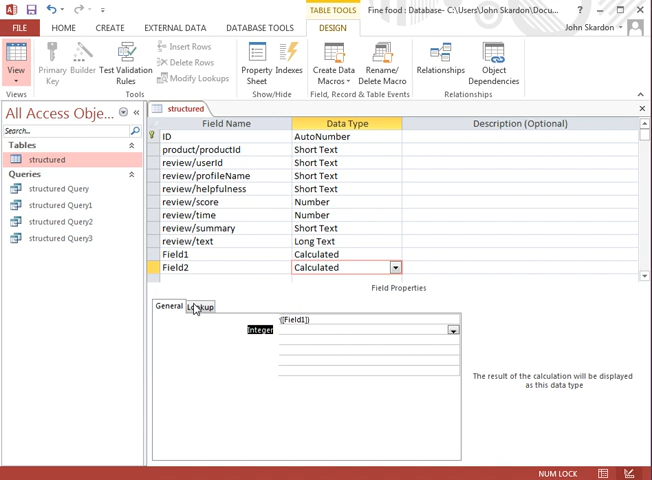 TABLE TOOLS
Fine food : Database- C:\Users\John Skardon\Docu...
FILE HOME CREATE EXTERNAL DATA DATABASE TOOLS DESIGN
John Skardon
View
Primary Key
Builder
Test Validation Rules
Insert Rows
Delete Rows
Modify Lookups
Property Sheet
Indexes
Create Data Macros
Rename/ Delete Macro
Relationships
Object Dependencies
Views
Tools
Show/Hide
Field, Record & Table Events
Relationships
All Access Obje...
Search...
Tables
structured
Queries
structured Query
structured Query1
structured Query2
structured Query3
structured
Field Name Data Type Description (Optional)
ID AutoNumber
product/productId Short Text
review/userId Short Text
review/profileName Short Text
review/helpfulness Short Text
review/score Number
review/time Number
review/summary Short Text
review/text Long Text
Field1 Calculated
Field2 Calculated
Field Properties
General Lookup
([Field1])
Integer
The result of the calculation will be displayed
as this data type
NUM LOCK